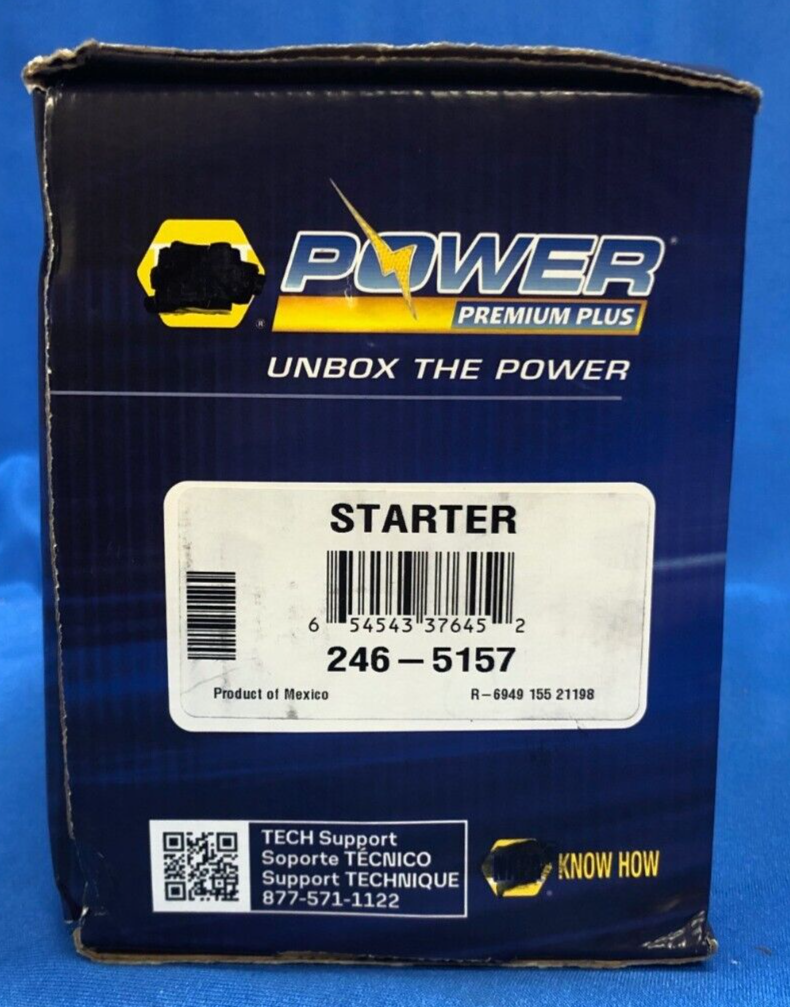 POWER®
PREMIUM PLUS
®
UNBOX THE POWER
STARTER
6 54543 37645 2
246-5157
Product of Mexico
R-6949 155 21198
TECH Support
Soporte TÉCNICO
Support TECHNIQUE
877-571-1122
KNOW HOW